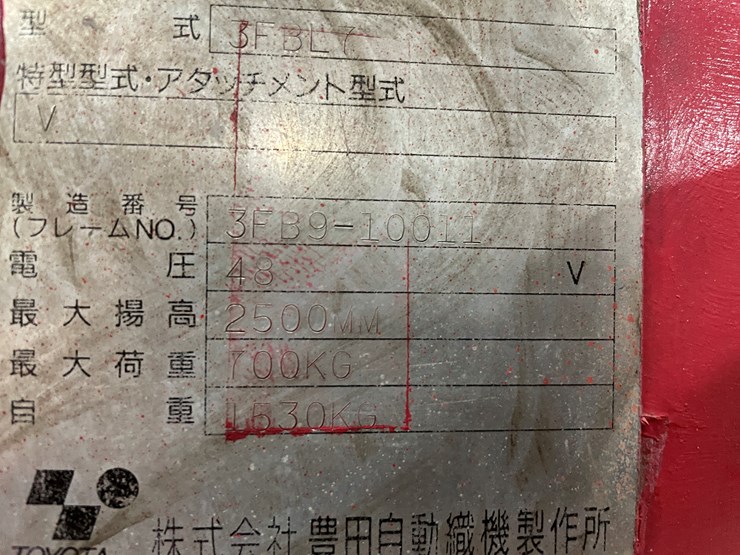 型式 3FBL7
特型型式・アタッチメント型式
V
製造番号
(フレームNO.) 3FB9-10011
電圧 48 V
最大揚高 2500MM
最大荷重 700KG
自重 1530KG
TOYOTA 株式会社 豊田自動織機製作所